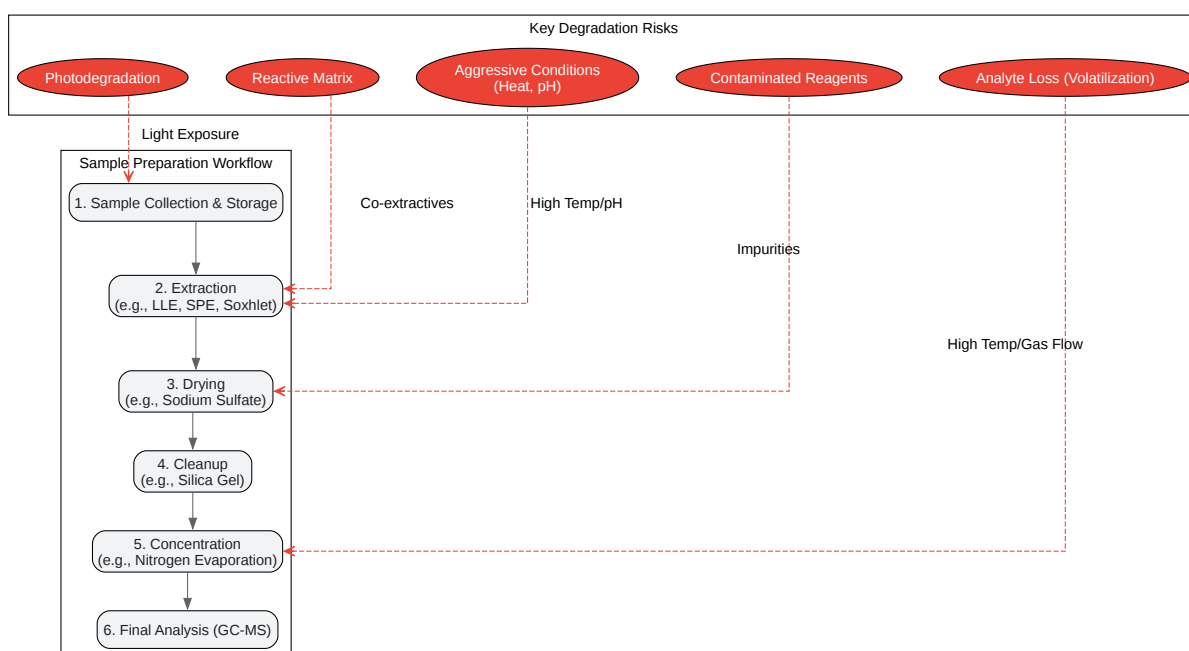 Key Degradation Risks
Photodegradation
Reactive Matrix
Aggressive Conditions
(Heat, pH)
Contaminated Reagents
Analyte Loss (Volatilization)
Light Exposure
Sample Preparation Workflow
1. Sample Collection & Storage
Co-extractives
High Temp/pH
Impurities
2. Extraction
(e.g., LLE, SPE, Soxhlet)
High Temp/Gas Flow
3. Drying
(e.g., Sodium Sulfate)
4. Cleanup
(e.g., Silica Gel)
5. Concentration
(e.g., Nitrogen Evaporation)
6. Final Analysis (GC-MS)